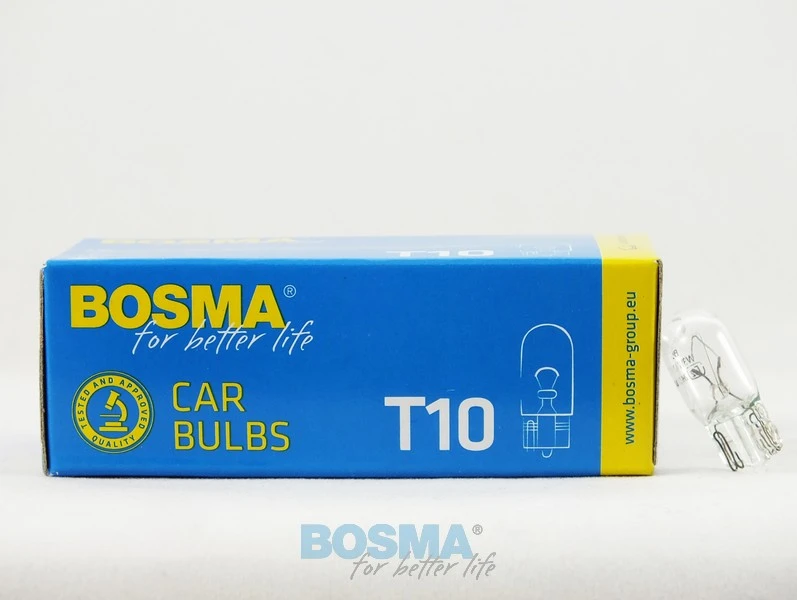 T10
BOSMA®
for better life
TESTED AND APPROVED
QUALITY
CAR
BULBS
T10
www.bosma-group.eu
BOSMA®
for better life